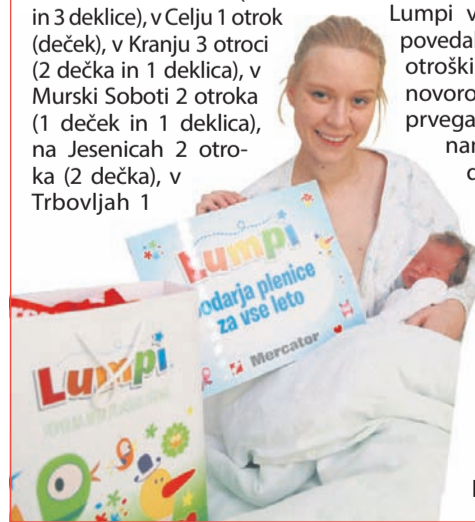 in 3 deklice), v Celju 1 otrok
(deček), v Kranju 3 otroci
(2 dečka in 1 deklica), v
Murski Soboti 2 otroka
(1 deček in 1 deklica),
na Jesenicah 2 otro-
ka (2 dečka), v
Trbovljah 1
Lumpi v
otroški
novoro
prvega
Lumpi
podarja plenice
za vse leto
Mercator
Lumpi